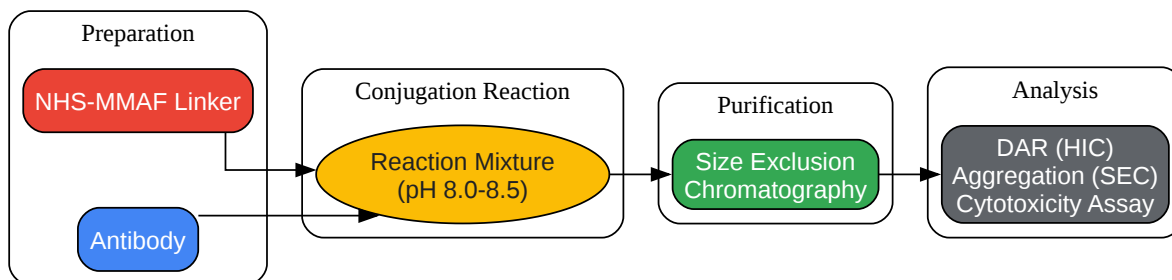 Preparation
NHS-MMAF Linker
Antibody
Conjugation Reaction
Reaction Mixture
(pH 8.0-8.5)
Purification
Size Exclusion
Chromatography
Analysis
DAR (HIC)
Aggregation (SEC)
Cytotoxicity Assay